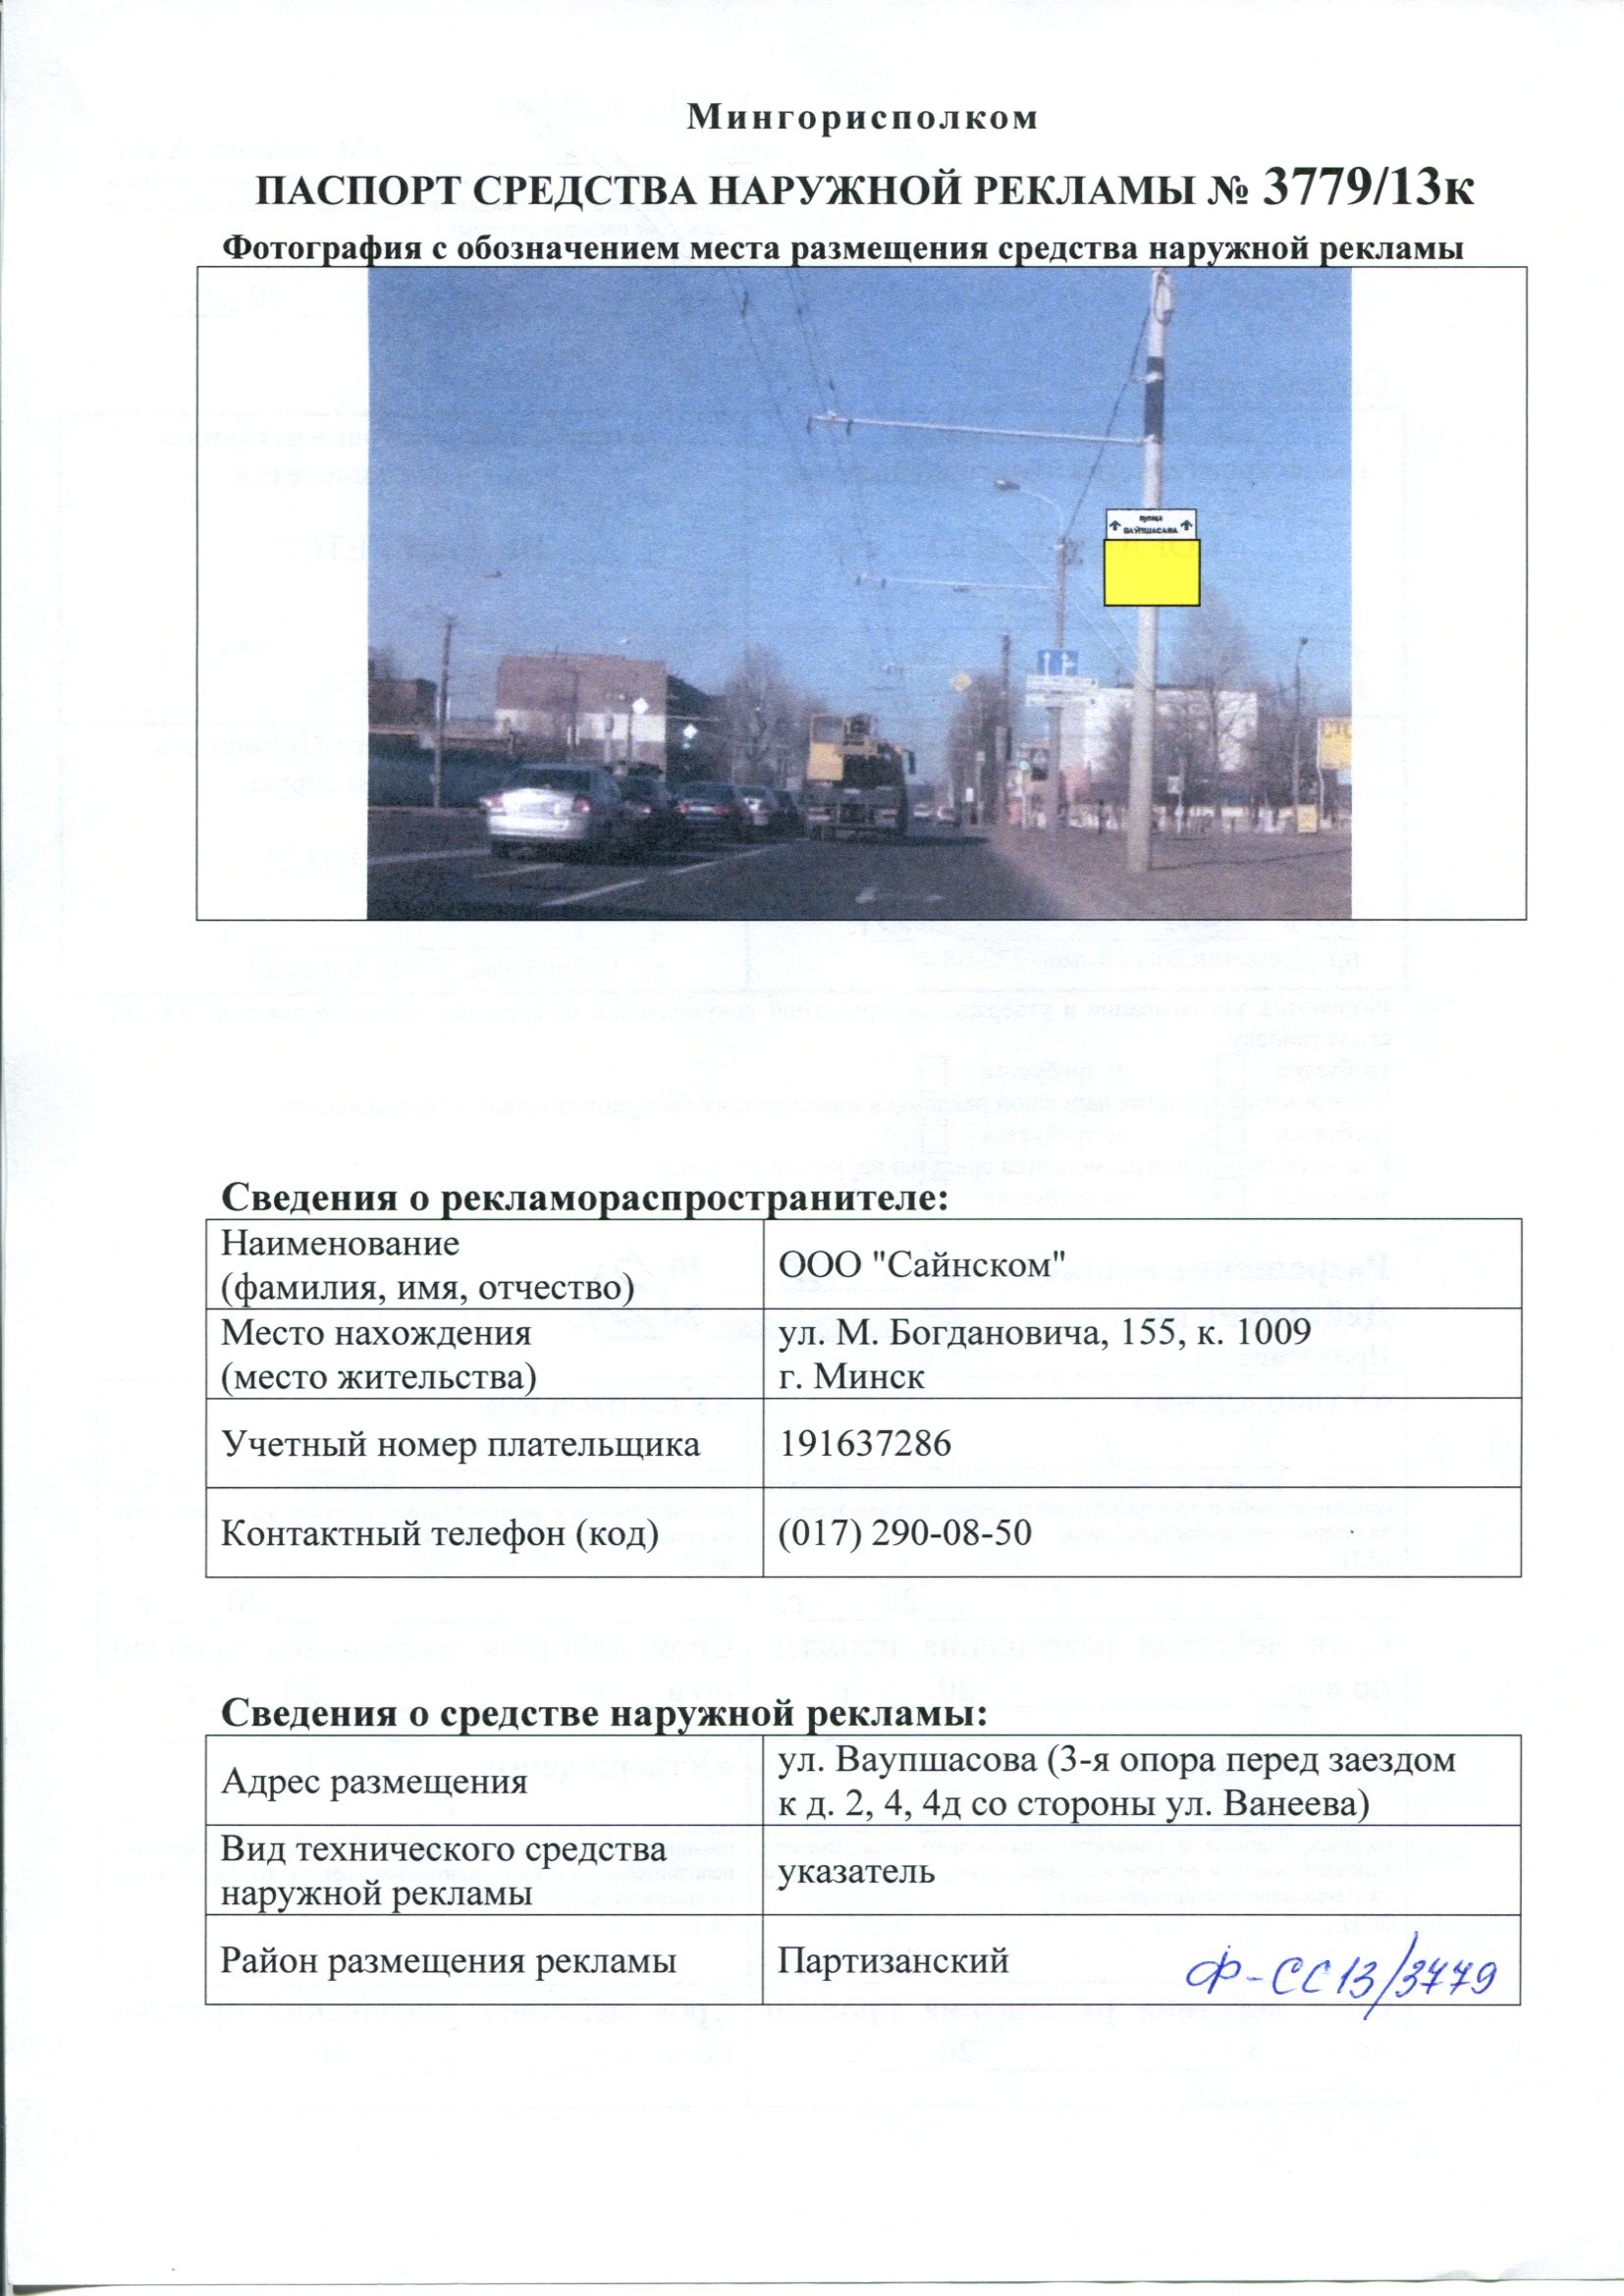 Мингорисполком
ПАСПОРТ СРЕДСТВА НАРУЖНОЙ РЕКЛАМЫ № 3779/13к
Фотография с обозначением места размещения средства наружной рекламы
вуліца
ВАЎПШАСАВА
Сведения о рекламораспространителе:
Наименование
(фамилия, имя, отчество)
ООО "Сайнском"
Место нахождения
(место жительства)
ул. М. Богдановича, 155, к. 1009
г. Минск
Учетный номер плательщика
191637286
Контактный телефон (код)
(017) 290-08-50
Сведения о средстве наружной рекламы:
Адрес размещения
ул. Ваупшасова (3-я опора перед заездом
к д. 2, 4, 4д со стороны ул. Ванеева)
Вид технического средства
наружной рекламы
указатель
Район размещения рекламы
Партизанский
Ф-СС13/3779